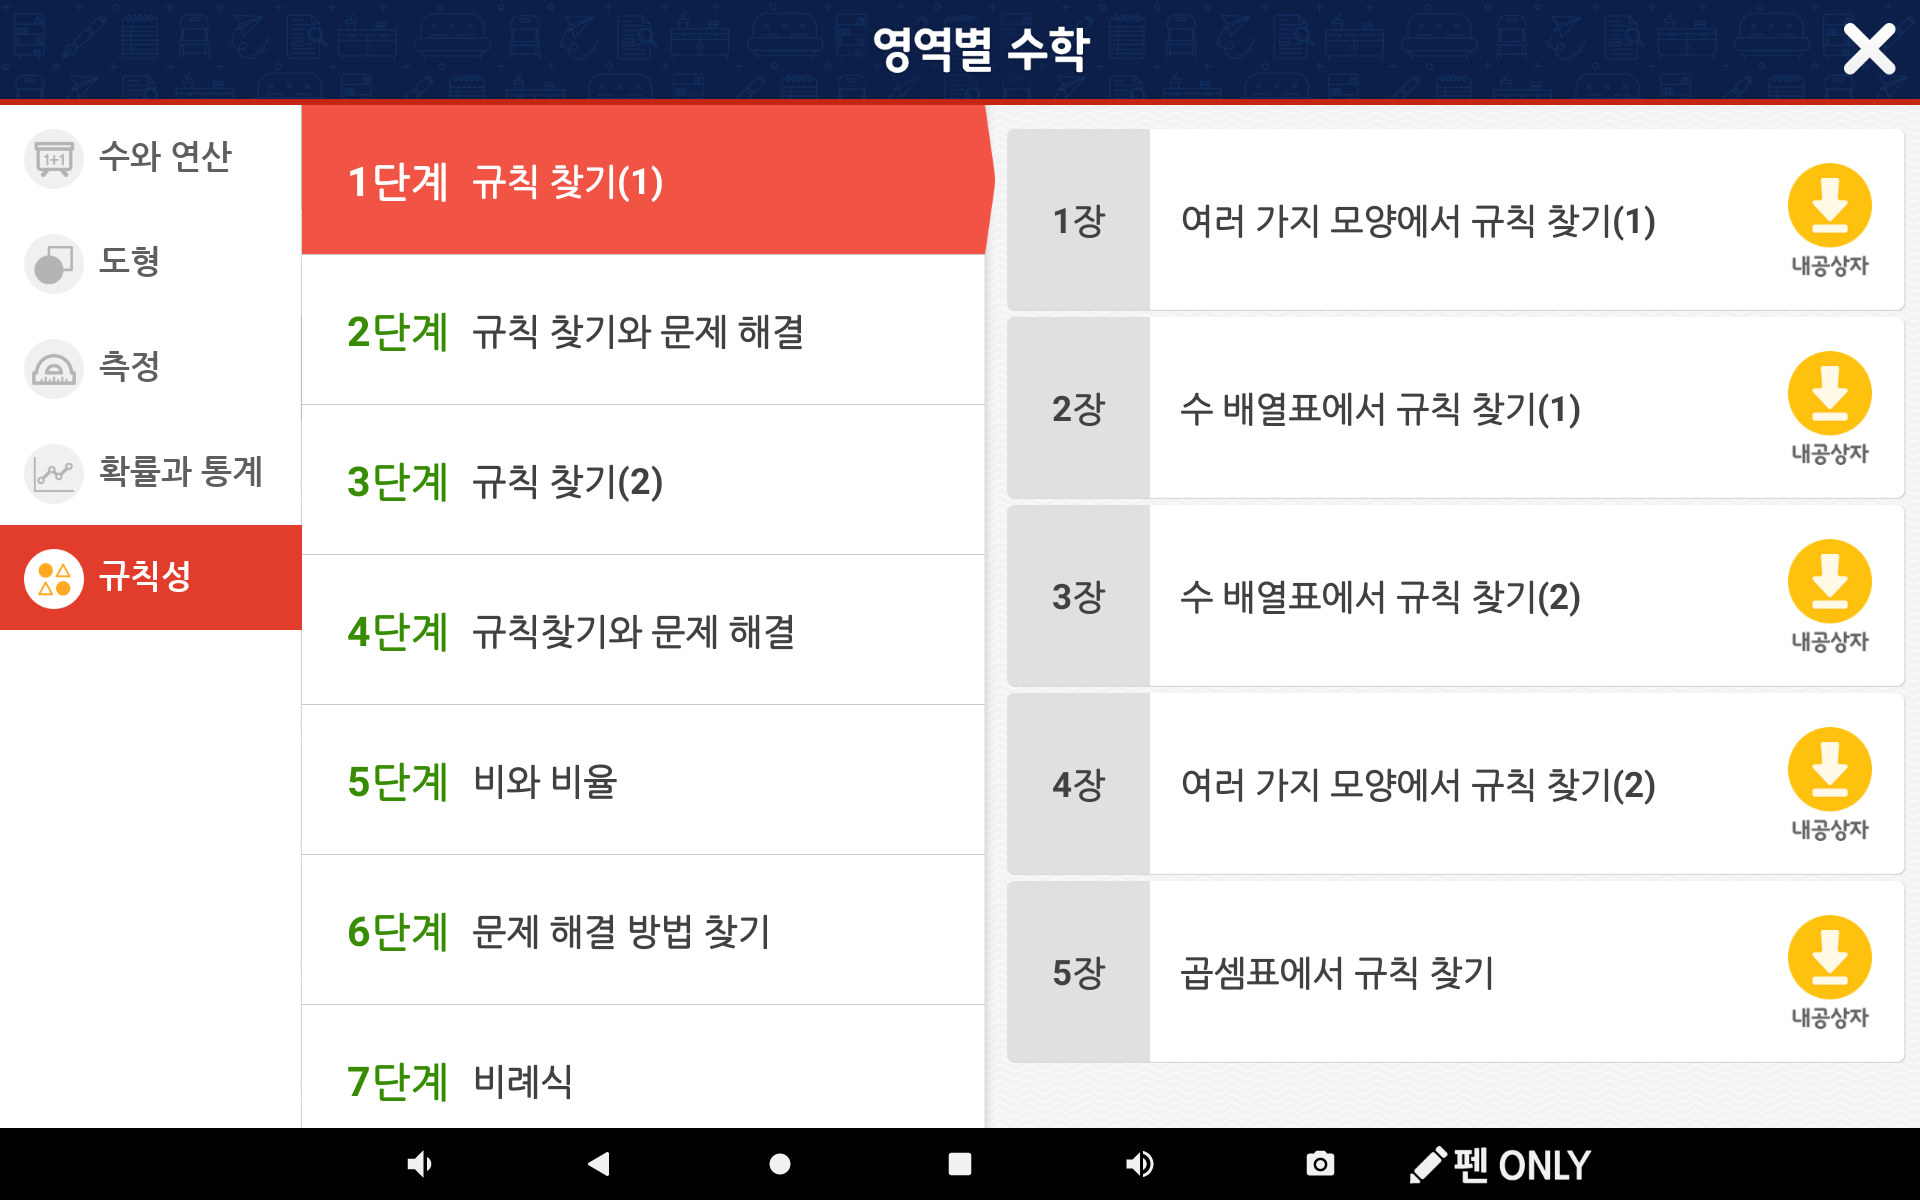 영역별 수학
수와 연산
도형
측정
확률과 통계
규칙성
1단계 규칙 찾기(1)
2단계 규칙 찾기와 문제 해결
3단계 규칙 찾기(2)
4단계 규칙찾기와 문제 해결
5단계 비와 비율
6단계 문제 해결 방법 찾기
7단계 비례식
1장 여러 가지 모양에서 규칙 찾기(1)
내공상자
2장 수 배열표에서 규칙 찾기(1)
내공상자
3장 수 배열표에서 규칙 찾기(2)
내공상자
4장 여러 가지 모양에서 규칙 찾기(2)
내공상자
5장 곱셈표에서 규칙 찾기
내공상자
펜 ONLY